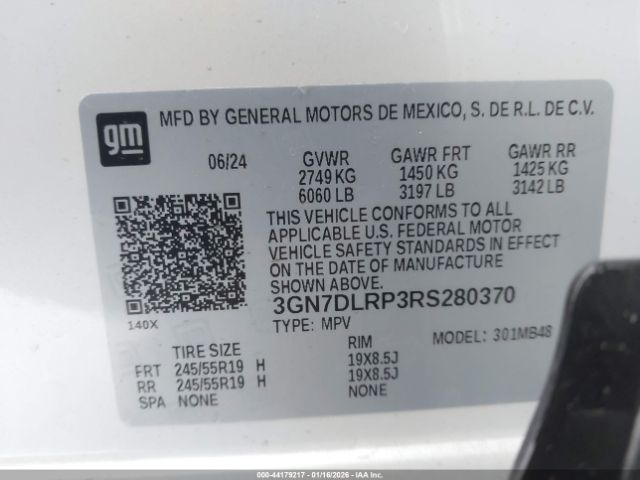 gm
MFD BY GENERAL MOTORS DE MEXICO, S. DE R.L. DE C.V.
06/24 GVWR GAWR FRT GAWR RR
2749 KG 1450 KG 1425 KG
6060 LB 3197 LB 3142 LB
THIS VEHICLE CONFORMS TO ALL
APPLICABLE U.S. FEDERAL MOTOR
VEHICLE SAFETY STANDARDS IN EFFECT
ON THE DATE OF MANUFACTURE
SHOWN ABOVE.
3GN7DLRP3RS280370
140X
TYPE: MPV MODEL: 301MB48
TIRE SIZE RIM
FRT 245/55R19 H 19X8.5J
RR 245/55R19 H 19X8.5J
SPA NONE NONE
000-44179217 - 01/16/2026 - IAARJTCD